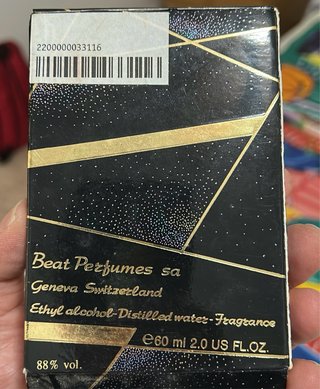 2200000033116
Beat Perfumes sa
Geneva Switzerland
Ethyl alcohol-Distilled water-Fragrance
℮60 ml 2.0 US FL.OZ.
88% vol.